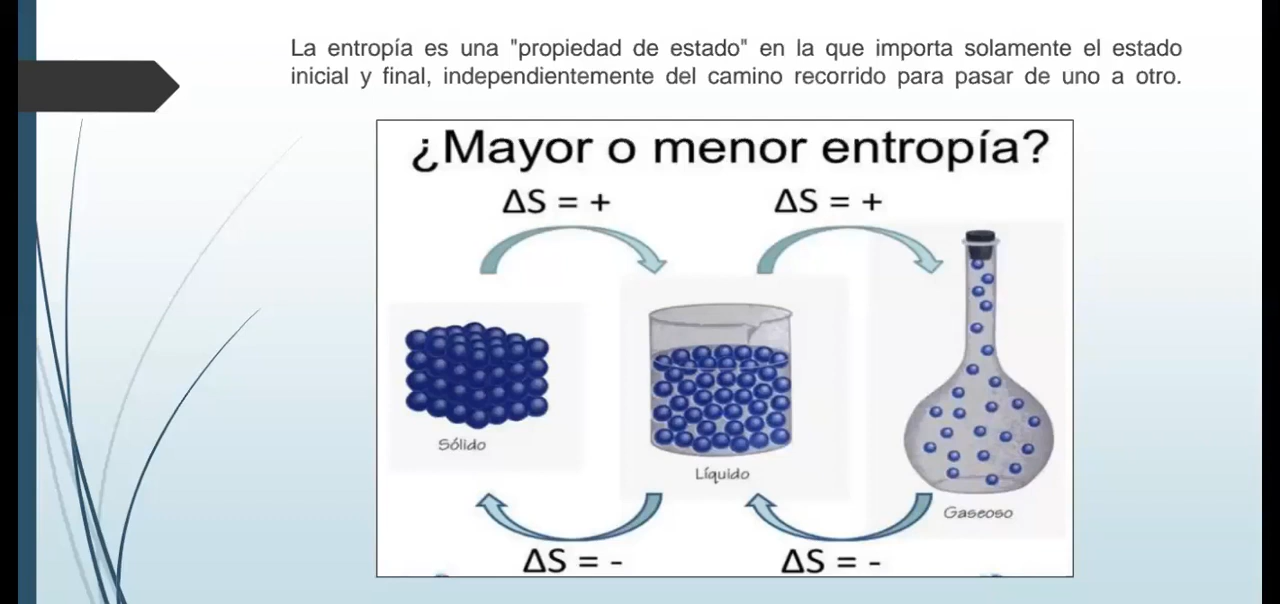 La entropía es una "propiedad de estado" en la que importa solamente el estado
inicial y final, independientemente del camino recorrido para pasar de uno a otro.
¿Mayor o menor entropía?
ΔS = +
ΔS = +
Sólido
Líquido
Gaseoso
ΔS = -
ΔS = -